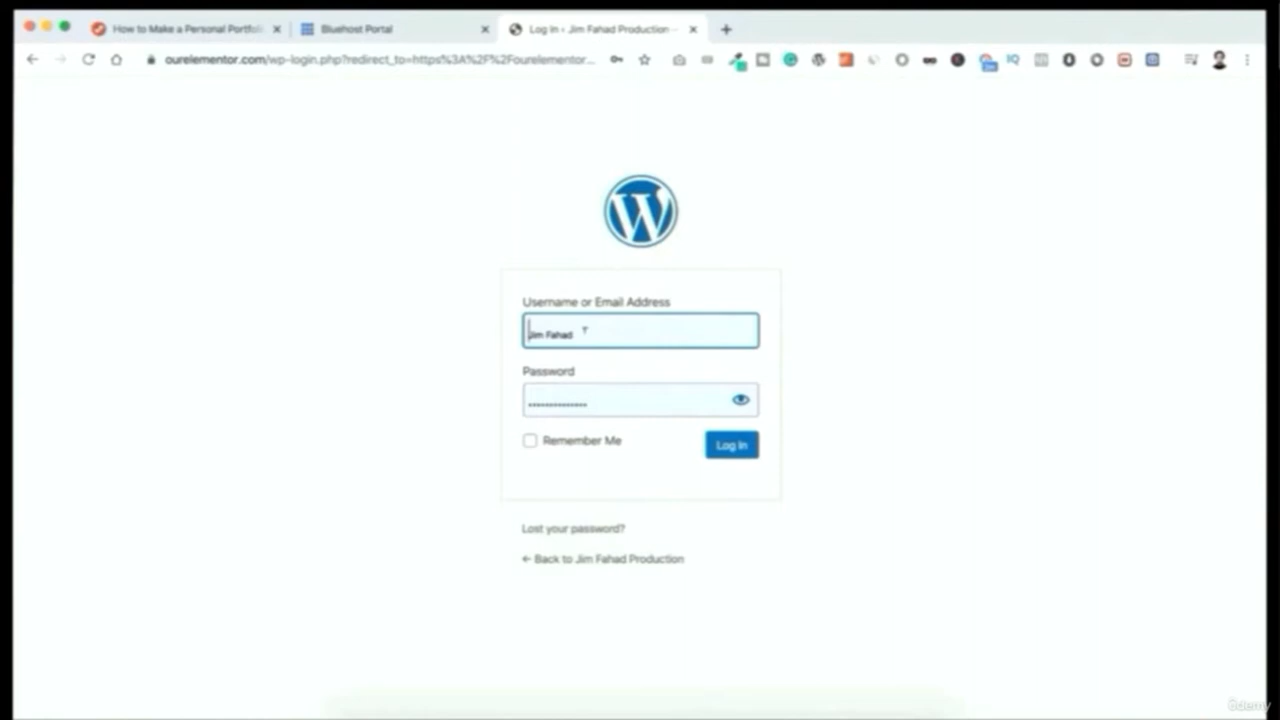 How to Make a Personal Portfoli
Bluehost Portal
Log In ‹ Jim Fahad Production –
ourelementor.com/wp-login.php?redirect_to=https%3A%2F%2Fourelementor...
Username or Email Address
Jim Fahad
Password
Remember Me
Log In
Lost your password?
← Back to Jim Fahad Production
Udemy